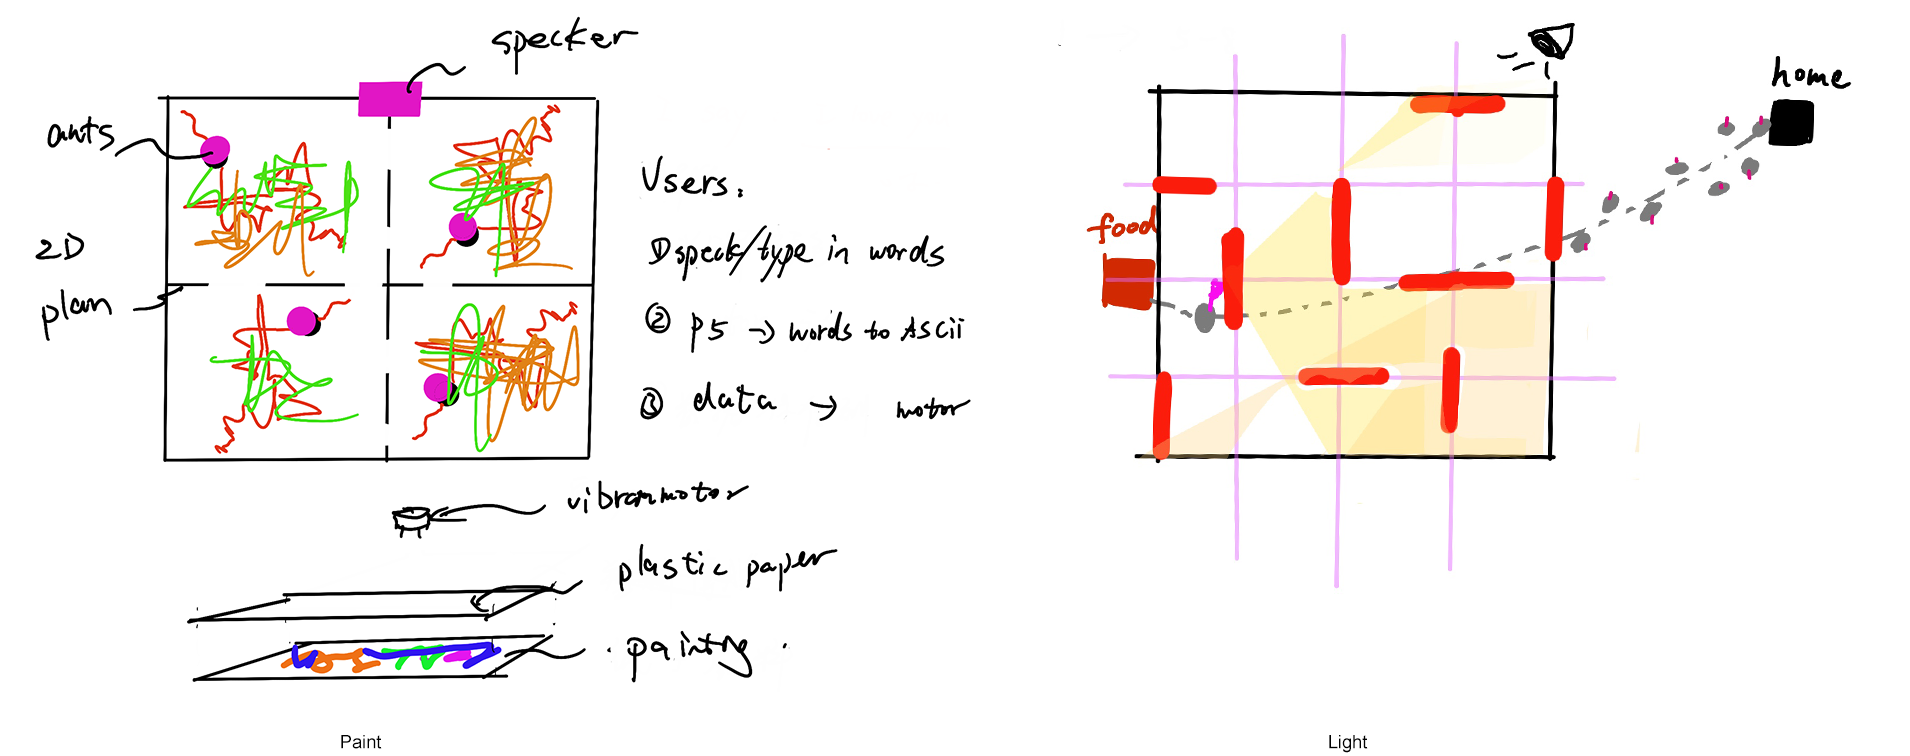 specker
ants
2D
plan
Users:
① speck/type in words
② P5 → words to Ascii
③ data → motor
vibranmotor
plastic paper
painting
Paint
home
food
Light